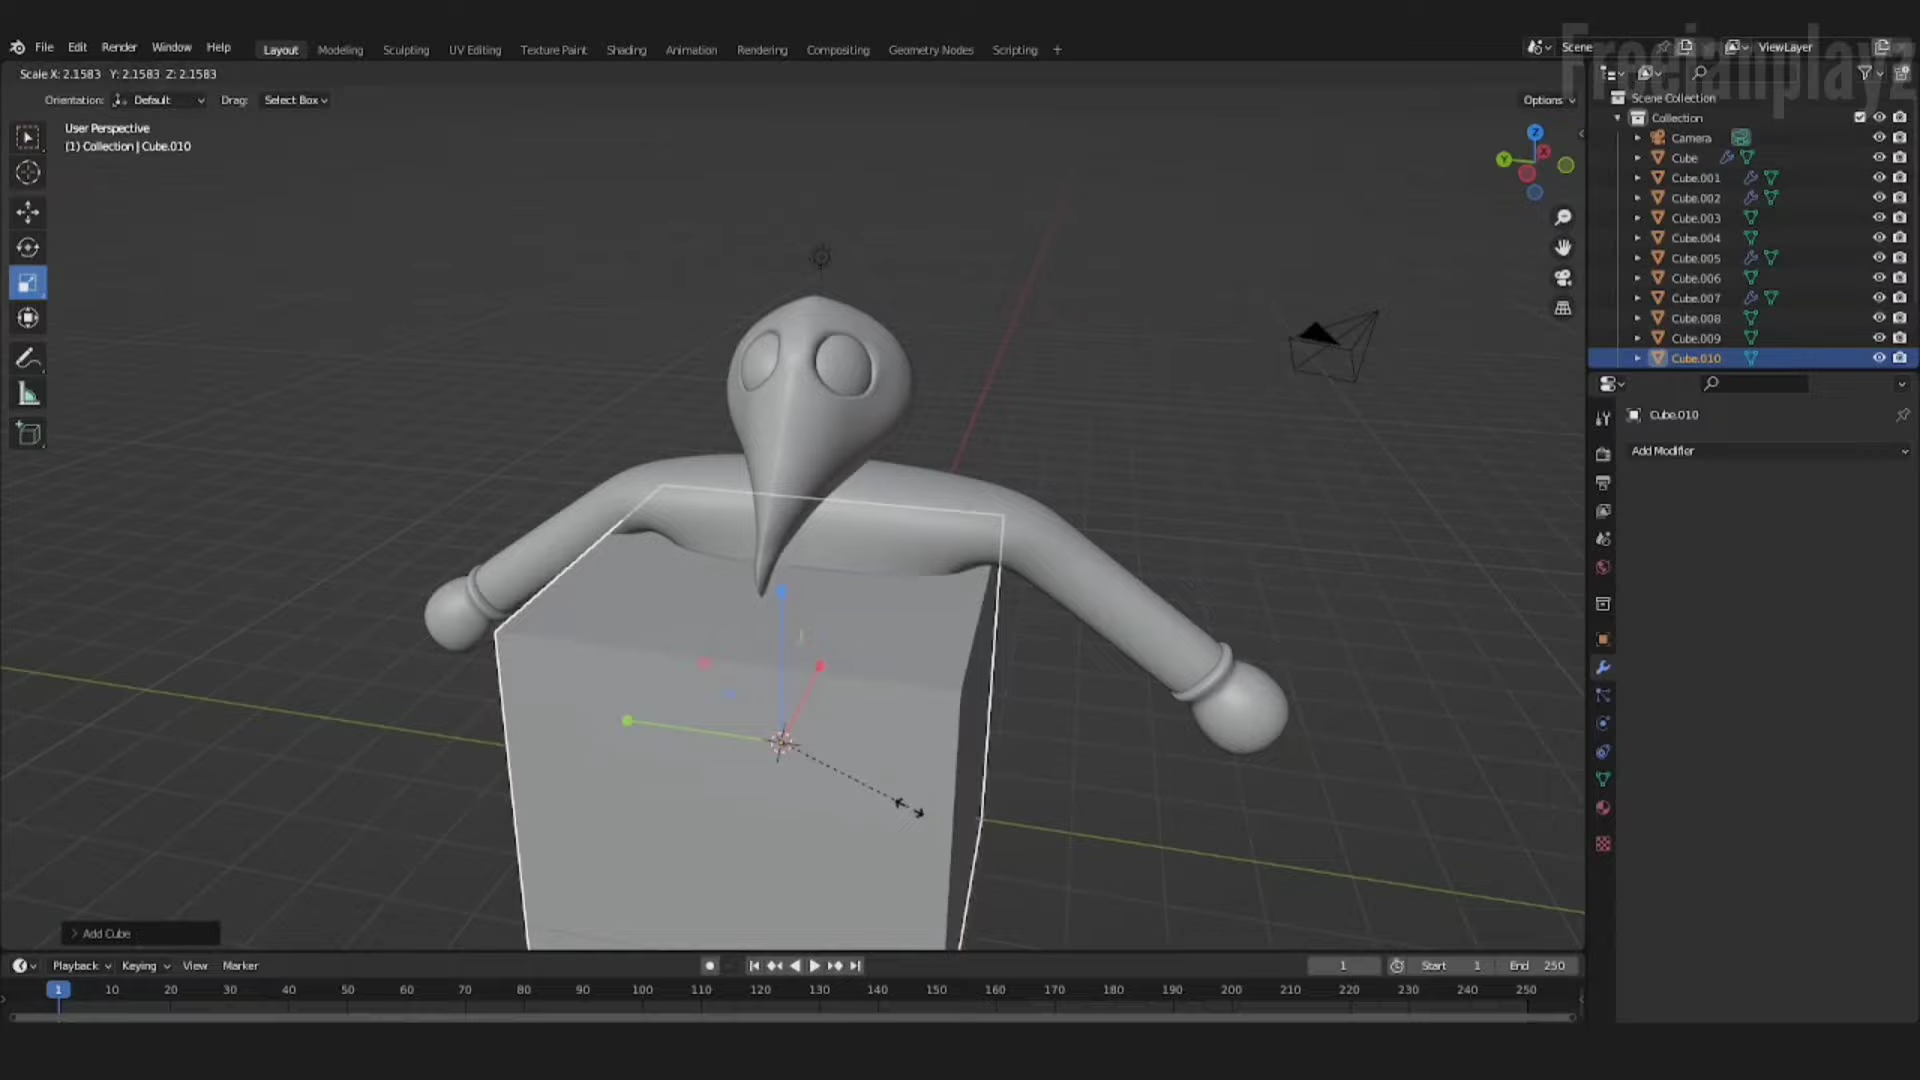 File Edit Render Window Help
Layout Modeling Sculpting UV Editing Texture Paint Shading Animation Rendering Compositing Geometry Nodes Scripting +
Scene
ViewLayer
Freeianplayz
Scale X: 2.1583 Y: 2.1583 Z: 2.1583
Orientation: Default Drag: Select Box
Options
User Perspective
(1) Collection | Cube.010
Z
Y
X
Scene Collection
Collection
Camera
Cube
Cube.001
Cube.002
Cube.003
Cube.004
Cube.005
Cube.006
Cube.007
Cube.008
Cube.009
Cube.010
Cube.010
Add Modifier
Add Cube
Playback Keying View Marker
1
Start 1
End 250
1 10 20 30 40 50 60 70 80 90 100 110 120 130 140 150 160 170 180 190 200 210 220 230 240 250